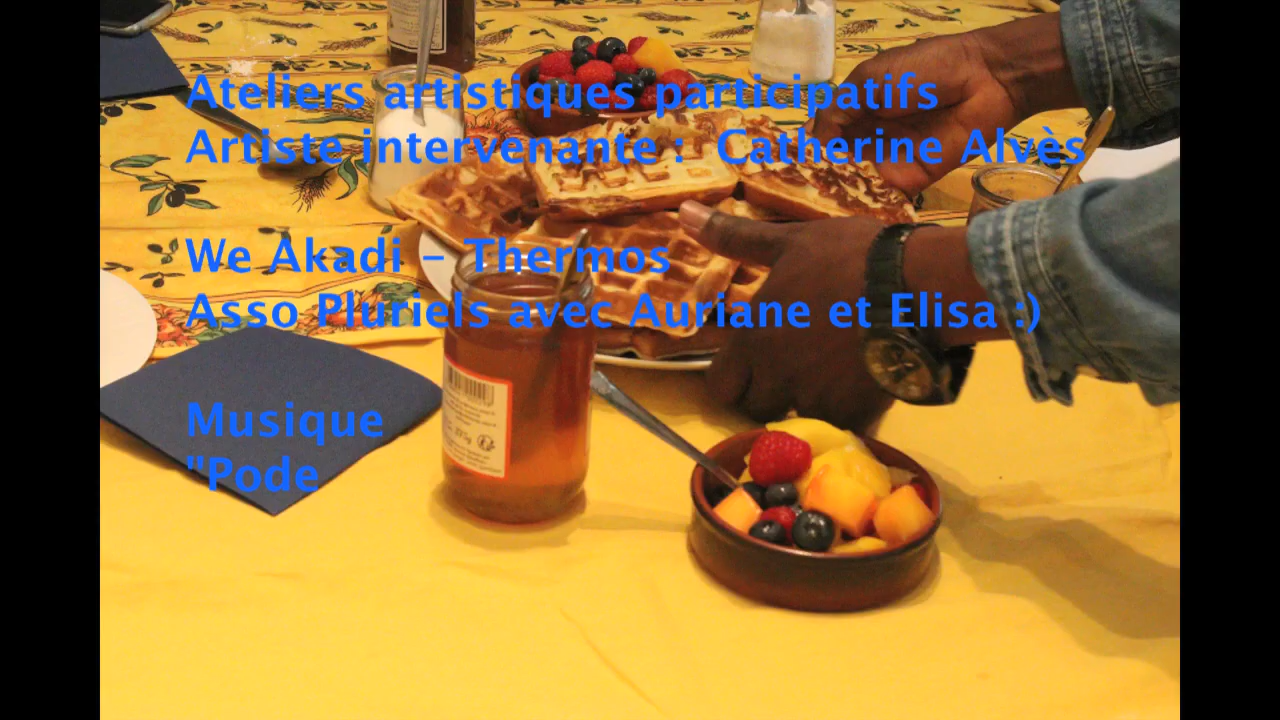 Ateliers artistiques participatifs
Artiste intervenante : Catherine Alvès
We Akadi - Thermos
Asso Pluriels avec Auriane et Elisa :)
Musique
"Pode